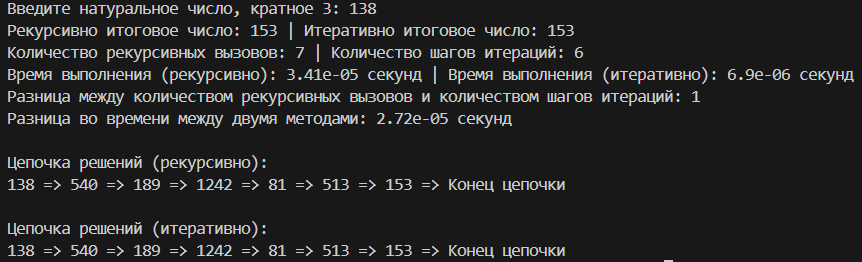 Введите натуральное число, кратное 3: 138
Рекурсивно итоговое число: 153 | Итеративно итоговое число: 153
Количество рекурсивных вызовов: 7 | Количество шагов итераций: 6
Время выполнения (рекурсивно): 3.41e-05 секунд | Время выполнения (итеративно): 6.9e-06 секунд
Разница между количеством рекурсивных вызовов и количеством шагов итераций: 1
Разница во времени между двумя методами: 2.72e-05 секунд
Цепочка решений (рекурсивно):
138 => 540 => 189 => 1242 => 81 => 513 => 153 => Конец цепочки
Цепочка решений (итеративно):
138 => 540 => 189 => 1242 => 81 => 513 => 153 => Конец цепочки